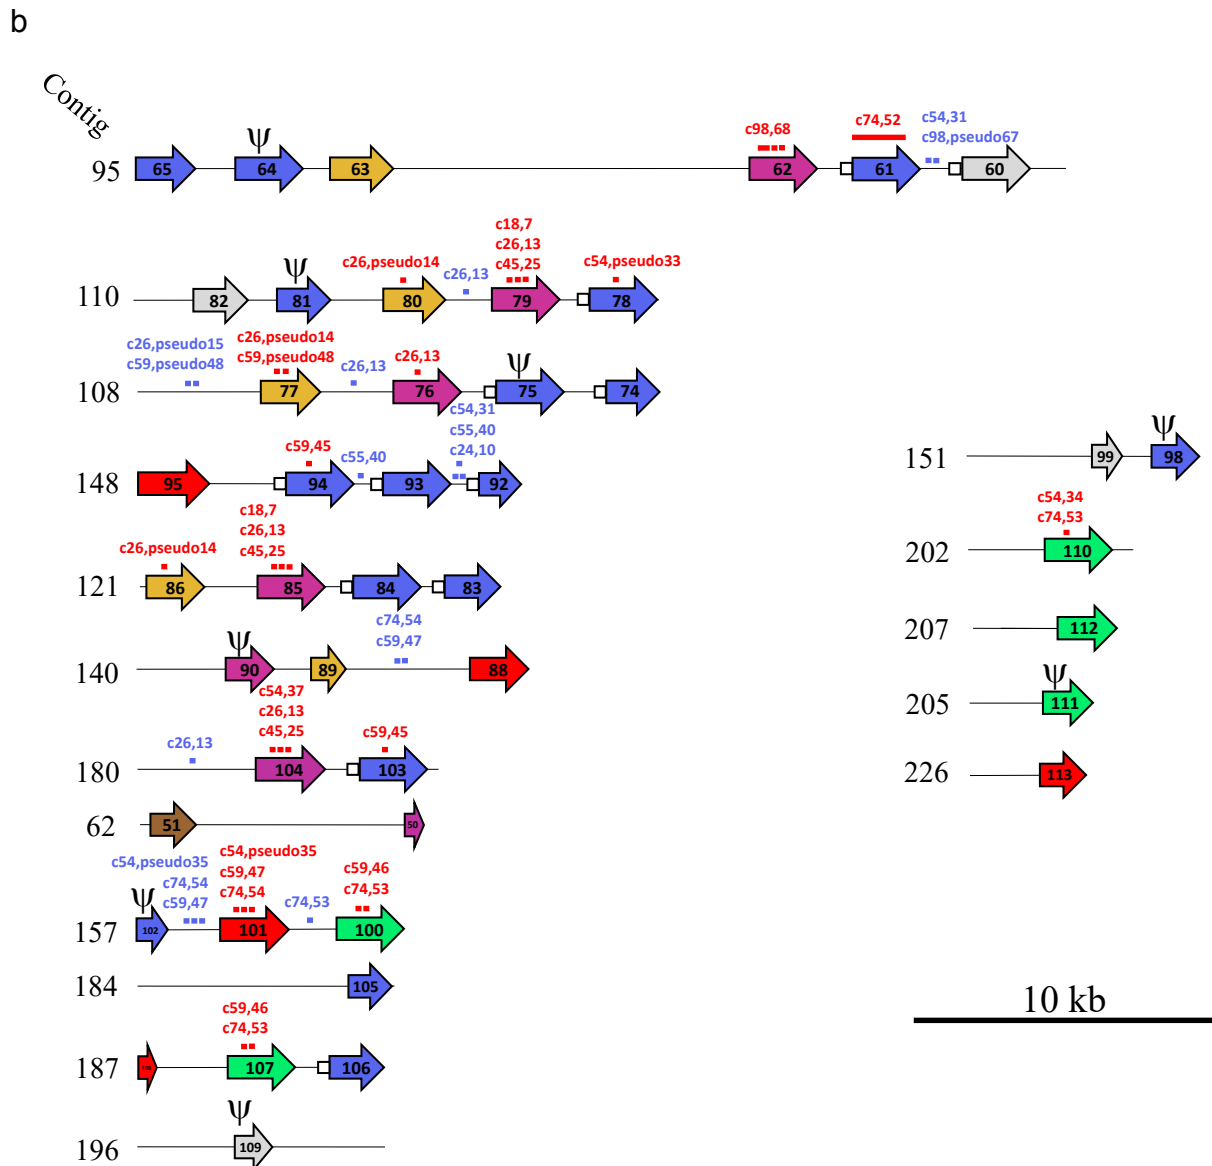 b
Contig
c98,68
c74,52
c54,31
c98,pseudo67
95
65
ψ
64
63
62
61
60
c18,7
c26,13
c45,25
110
82
ψ
81
c26,pseudo14
80
c26,13
79
c54,pseudo33
78
c26,pseudo15
c59,pseudo48
108
c26,pseudo14
c59,pseudo48
77
c26,13
c26,13
76
ψ
75
74
c54,31
c55,40
c24,10
148
95
c59,45
94
c55,40
93
92
c18,7
c26,13
c45,25
121
c26,pseudo14
86
85
84
83
c74,54
c59,47
140
ψ
90
89
88
c54,37
c26,13
c45,25
180
c26,13
104
c59,45
103
62
51
50
c54,pseudo35
c74,54
c59,47
157
ψ
102
c54,pseudo35
c59,47
c74,54
101
c74,53
c59,46
c74,53
100
184
105
c59,46
c74,53
187
107
106
196
ψ
109
151
99
ψ
98
c54,34
c74,53
202
110
207
112
205
ψ
111
226
113
10 kb